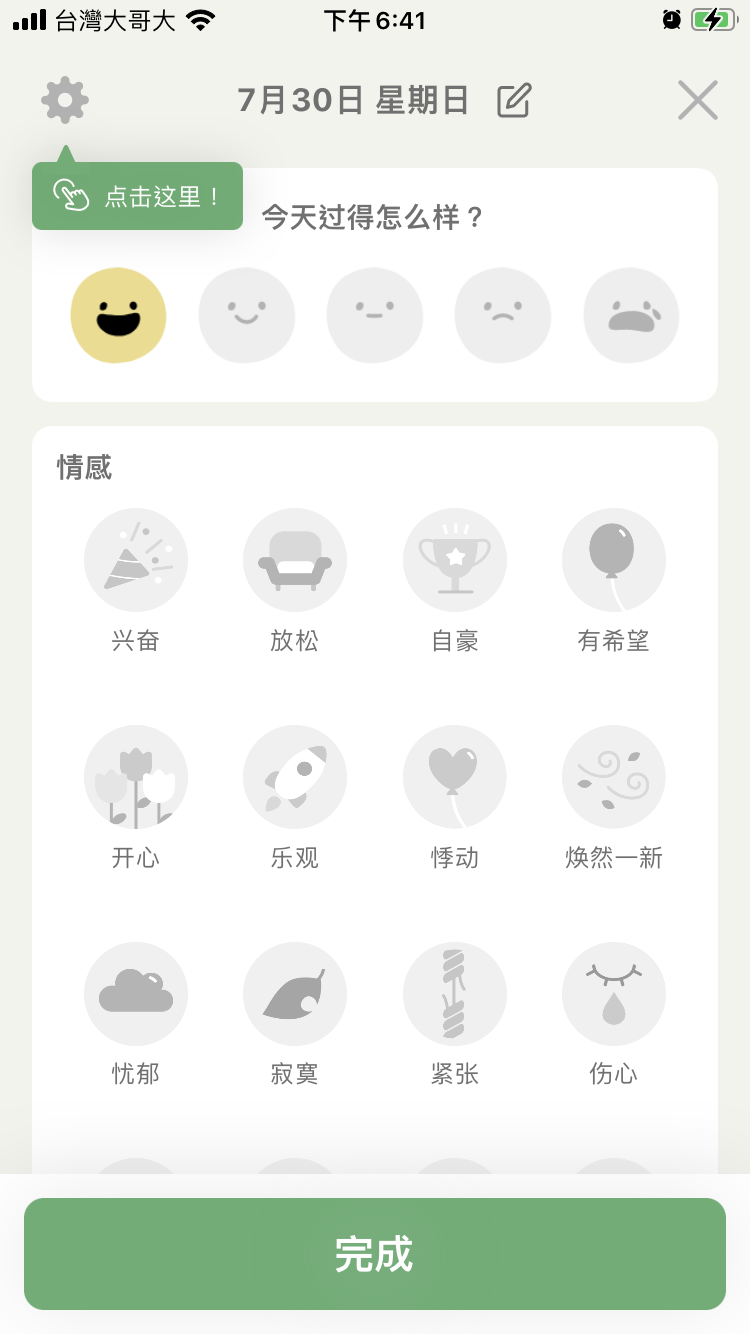 台灣大哥大
下午 6:41
7月30日 星期日
点击这里！
今天过得怎么样？
情感
兴奋
放松
自豪
有希望
开心
乐观
悸动
焕然一新
忧郁
寂寞
紧张
伤心
完成